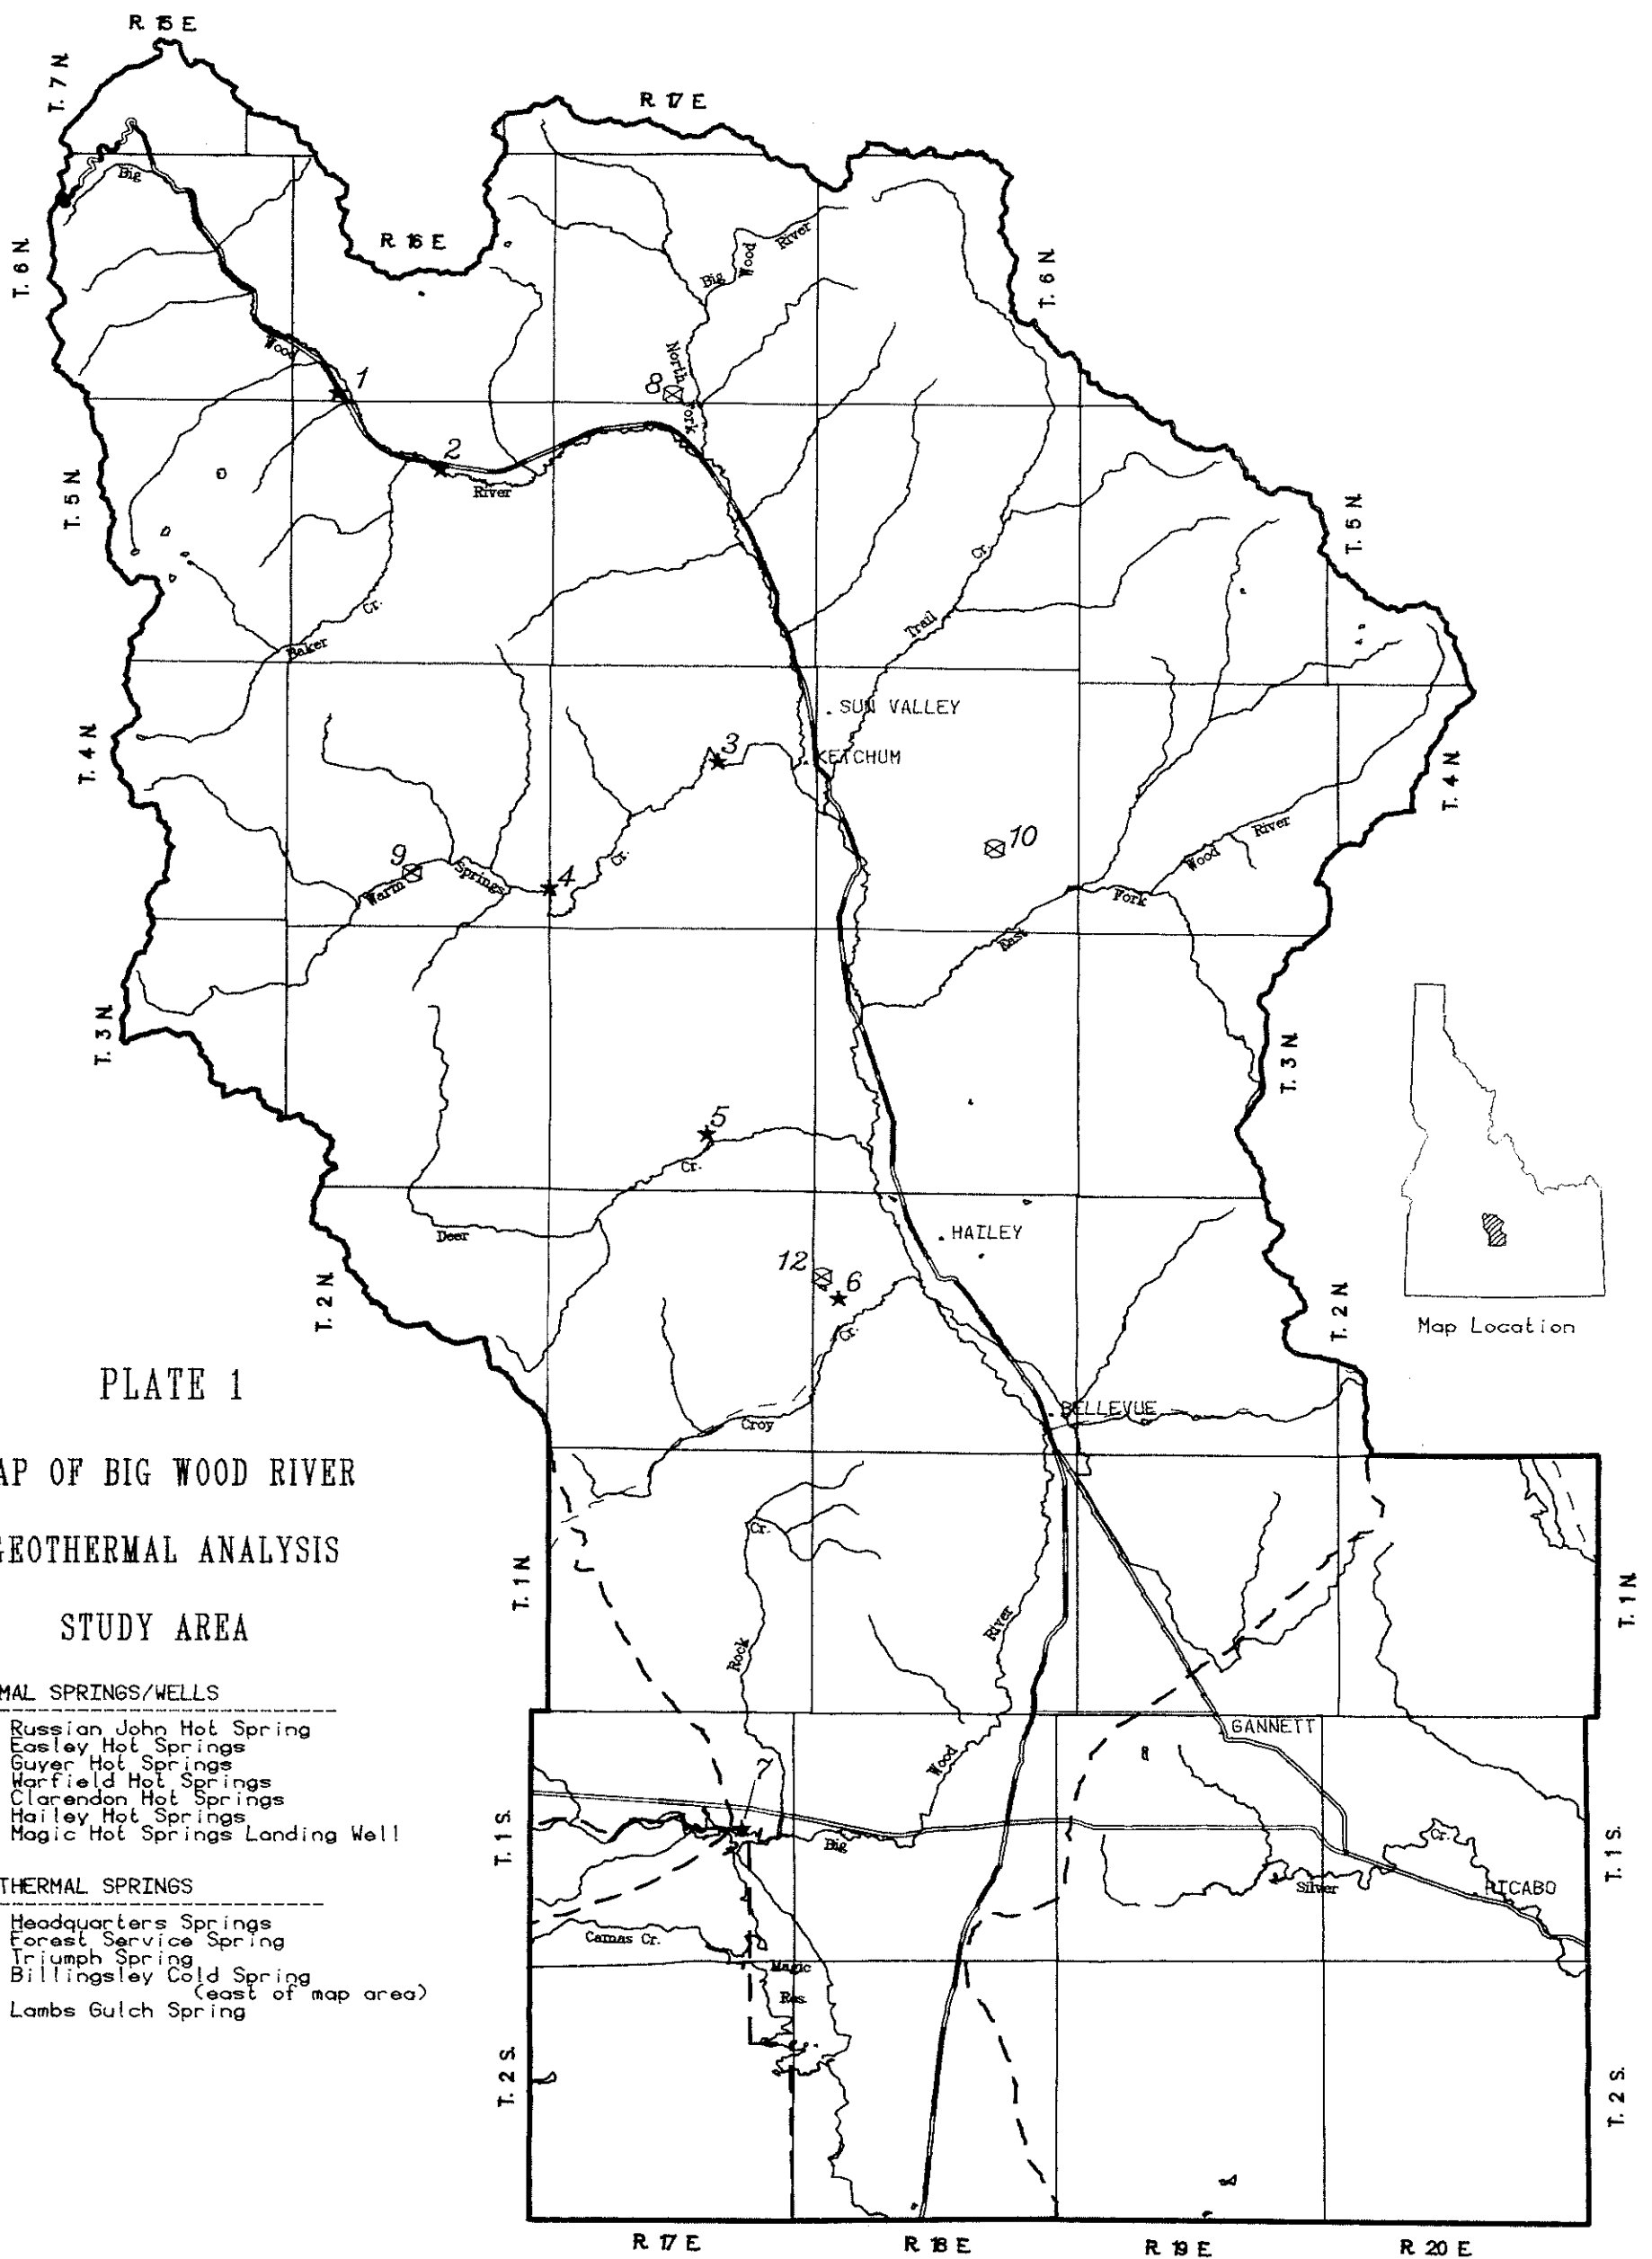 R. 15 E.
T. 7 N.
R. 17 E
Big
T. 6 N.
R. 16 E
River
Wood
Big
T. 6 N.
Wood
North
Fork
1
8
2
River
T. 5 N.
T. 5 N.
Cr.
Cr.
Trail
Baker
. SUN VALLEY
3
KETCHUM
T. 4 N.
T. 4 N.
River
10
Wood
9
Springs
Cr.
4
Warm
Fork
East
T. 3 N.
T. 3 N.
5
Cr.
Deer
. HAILEY
12
6
Cr.
T. 2 N.
T. 2 N.
Map Location
PLATE 1
BELLEVUE
Croy
AP OF BIG WOOD RIVER
GEOTHERMAL ANALYSIS
Cr.
T. 1 N.
T. 1 N.
STUDY AREA
River
Rock
MAL SPRINGS/WELLS
Russian John Hot Spring
Easley Hot Springs
Guyer Hot Springs
Warfield Hot Springs
Clarendon Hot Springs
Hailey Hot Springs
Magic Hot Springs Landing Well
GANNETT
Wood
7
T. 1 S.
Big
Cr.
T. 1 S.
THERMAL SPRINGS
Silver
PICABO
Headquarters Springs
Forest Service Spring
Triumph Spring
Billingsley Cold Spring
(east of map area)
Lambs Gulch Spring
Camas Cr.
Magic
Res.
T. 2 S.
T. 2 S.
R. 17 E
R. 18 E
R. 19 E
R. 20 E